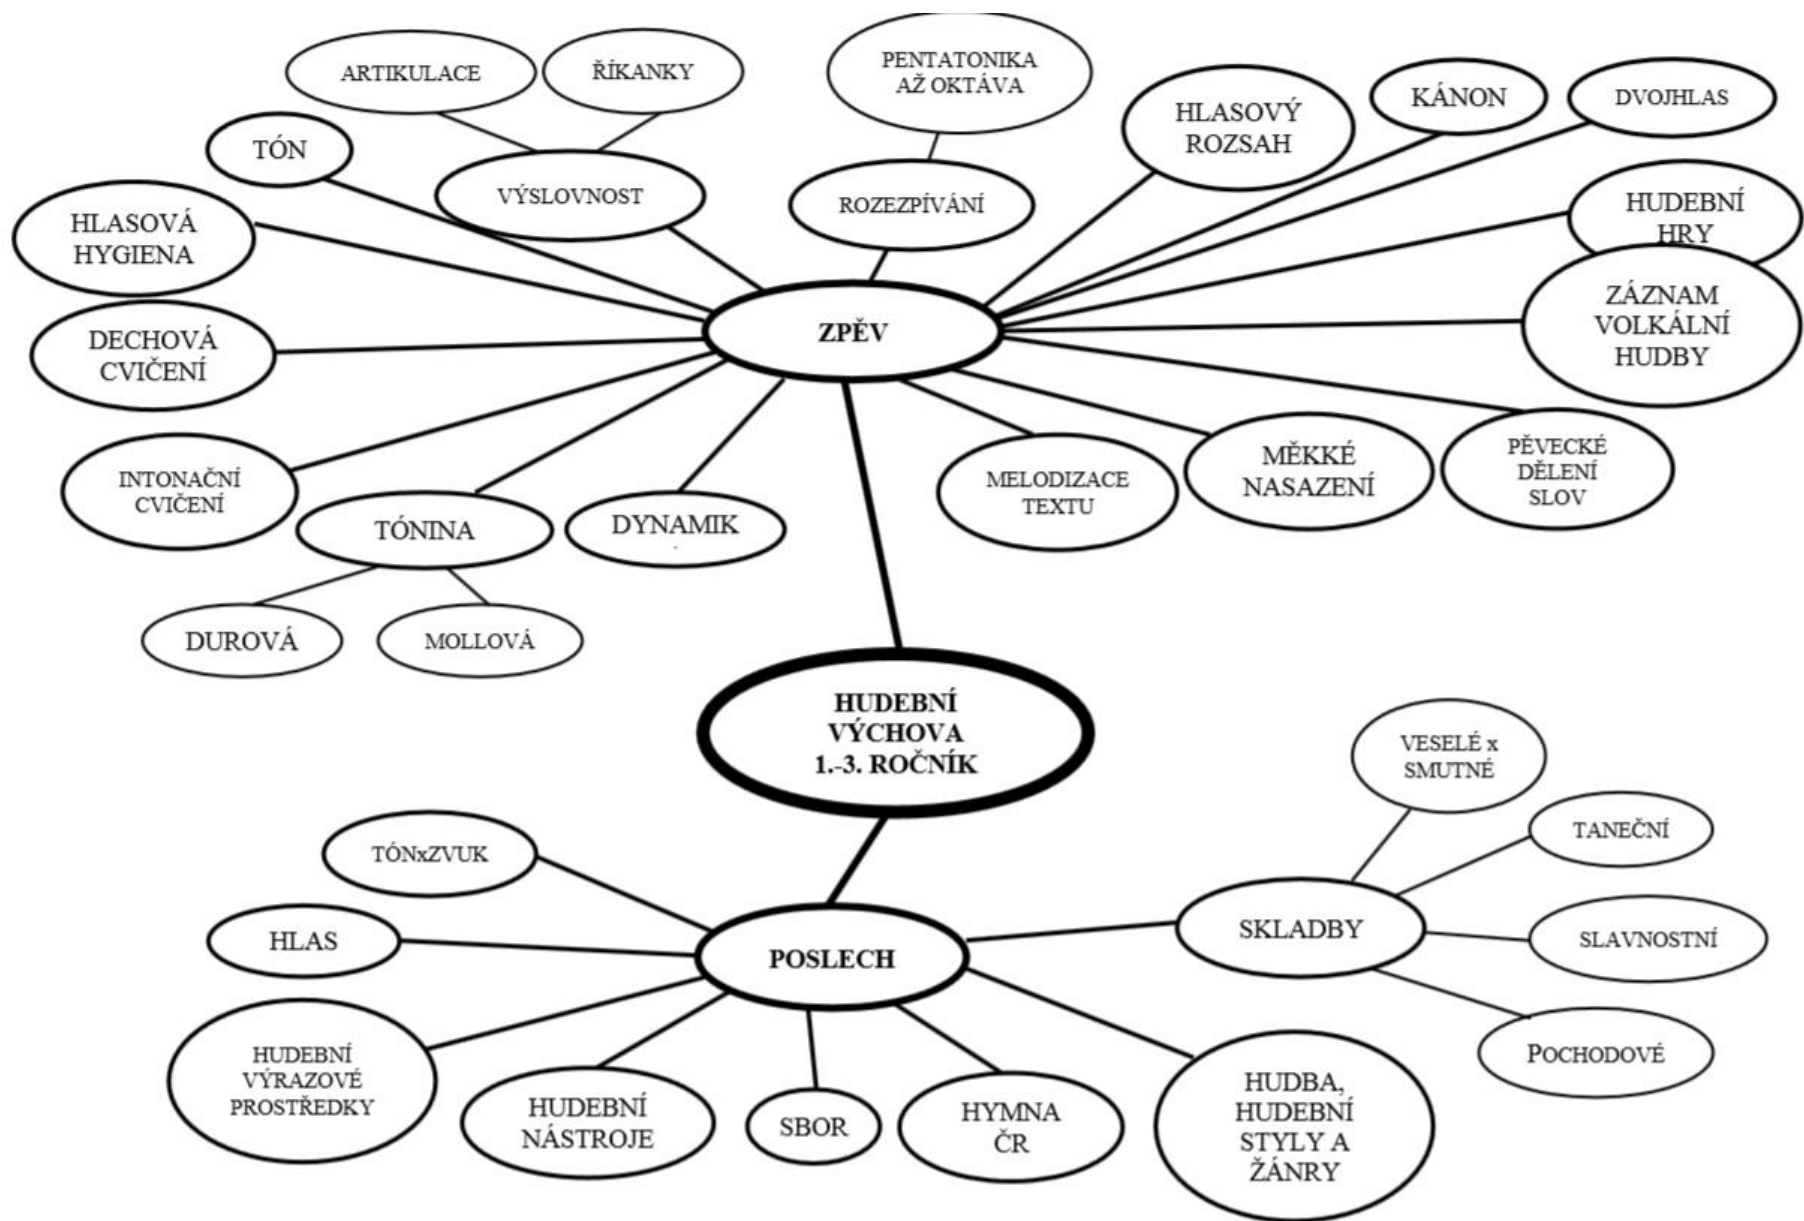 ARTIKULACE
ŘÍKANKY
PENTATONIKA
AŽ OKTÁVA
HLASOVÝ
ROZSAH
KÁNON
DVOJHLAS
TÓN
VÝSLOVNOST
ROZEZPÍVÁNÍ
HUDEBNÍ
HRY
HLASOVÁ
HYGIENA
ZPĚV
ZÁZNAM
VOLKÁLNÍ
HUDBY
DECHOVÁ
CVIČENÍ
INTONAČNÍ
CVIČENÍ
TÓNINA
DYNAMIK
MELODIZACE
TEXTU
MĚKKÉ
NASAZENÍ
PĚVECKÉ
DĚLENÍ
SLOV
DUROVÁ
MOLLOVÁ
HUDEBNÍ
VÝCHOVA
1.-3. ROČNÍK
VESELÉ x
SMUTNÉ
TANEČNÍ
TÓNxZVUK
HLAS
POSLECH
SKLADBY
SLAVNOSTNÍ
POCHODOVÉ
HUDEBNÍ
VÝRAZOVÉ
PROSTŘEDKY
HUDEBNÍ
NÁSTROJE
SBOR
HYMNA
ČR
HUDBA,
HUDEBNÍ
STYLY A
ŽÁNRY